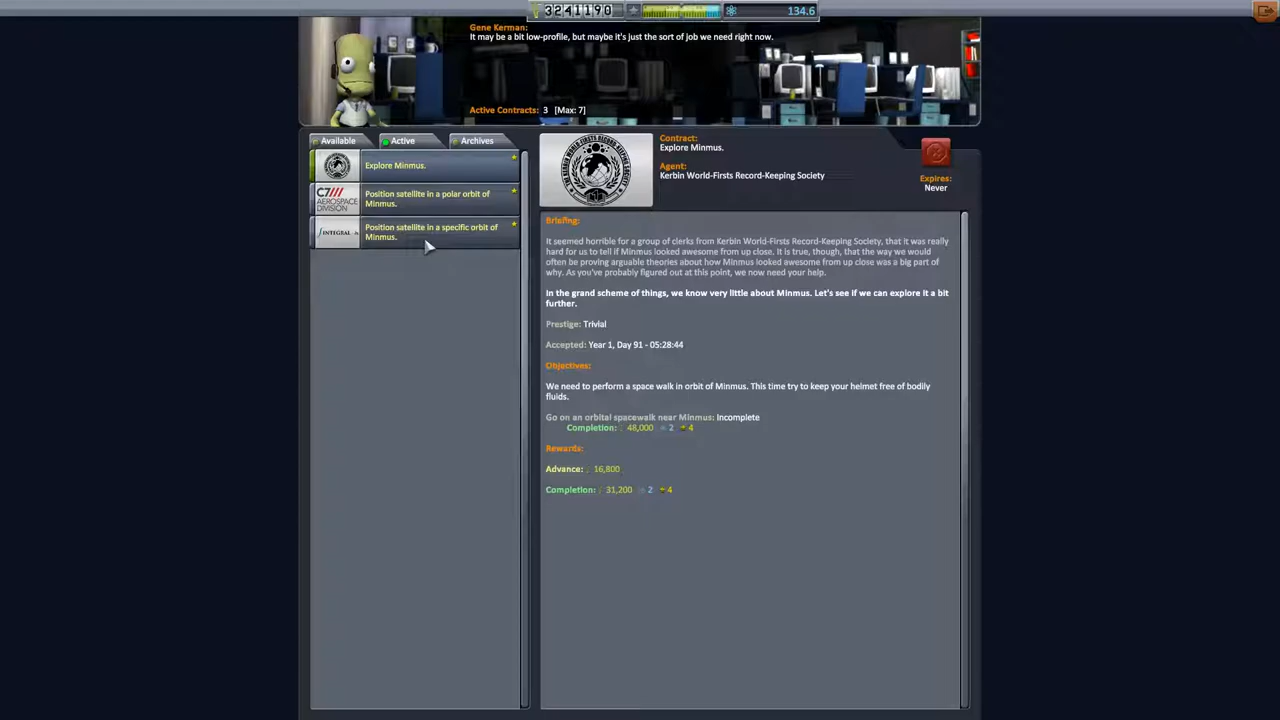 3241190
134.6
Gene Kerman:
It may be a bit low-profile, but maybe it's just the sort of job we need right now.
Active Contracts: 3 [Max: 7]
Available
Active
Archives
Explore Minmus.
C7///
AEROSPACE
DIVISION
Position satellite in a polar orbit of
Minmus.
INTEGRAL
Position satellite in a specific orbit of
Minmus.
Contract:
Explore Minmus.
Agent:
Kerbin World-Firsts Record-Keeping Society
Expires:
Never
Briefing:
It seemed horrible for a group of clerks from Kerbin World-Firsts Record-Keeping Society, that it was really
hard for us to tell if Minmus looked awesome from up close. It is true, though, that the way we would
often be proving arguable theories about how Minmus looked awesome from up close was a big part of
why. As you've probably figured out at this point, we now need your help.
In the grand scheme of things, we know very little about Minmus. Let's see if we can explore it a bit
further.
Prestige: Trivial
Accepted: Year 1, Day 91 - 05:28:44
Objectives:
We need to perform a space walk in orbit of Minmus. This time try to keep your helmet free of bodily
fluids.
Go on an orbital spacewalk near Minmus: Incomplete
Completion: 48,000 2 4
Rewards:
Advance: 16,800
Completion: 31,200 2 4